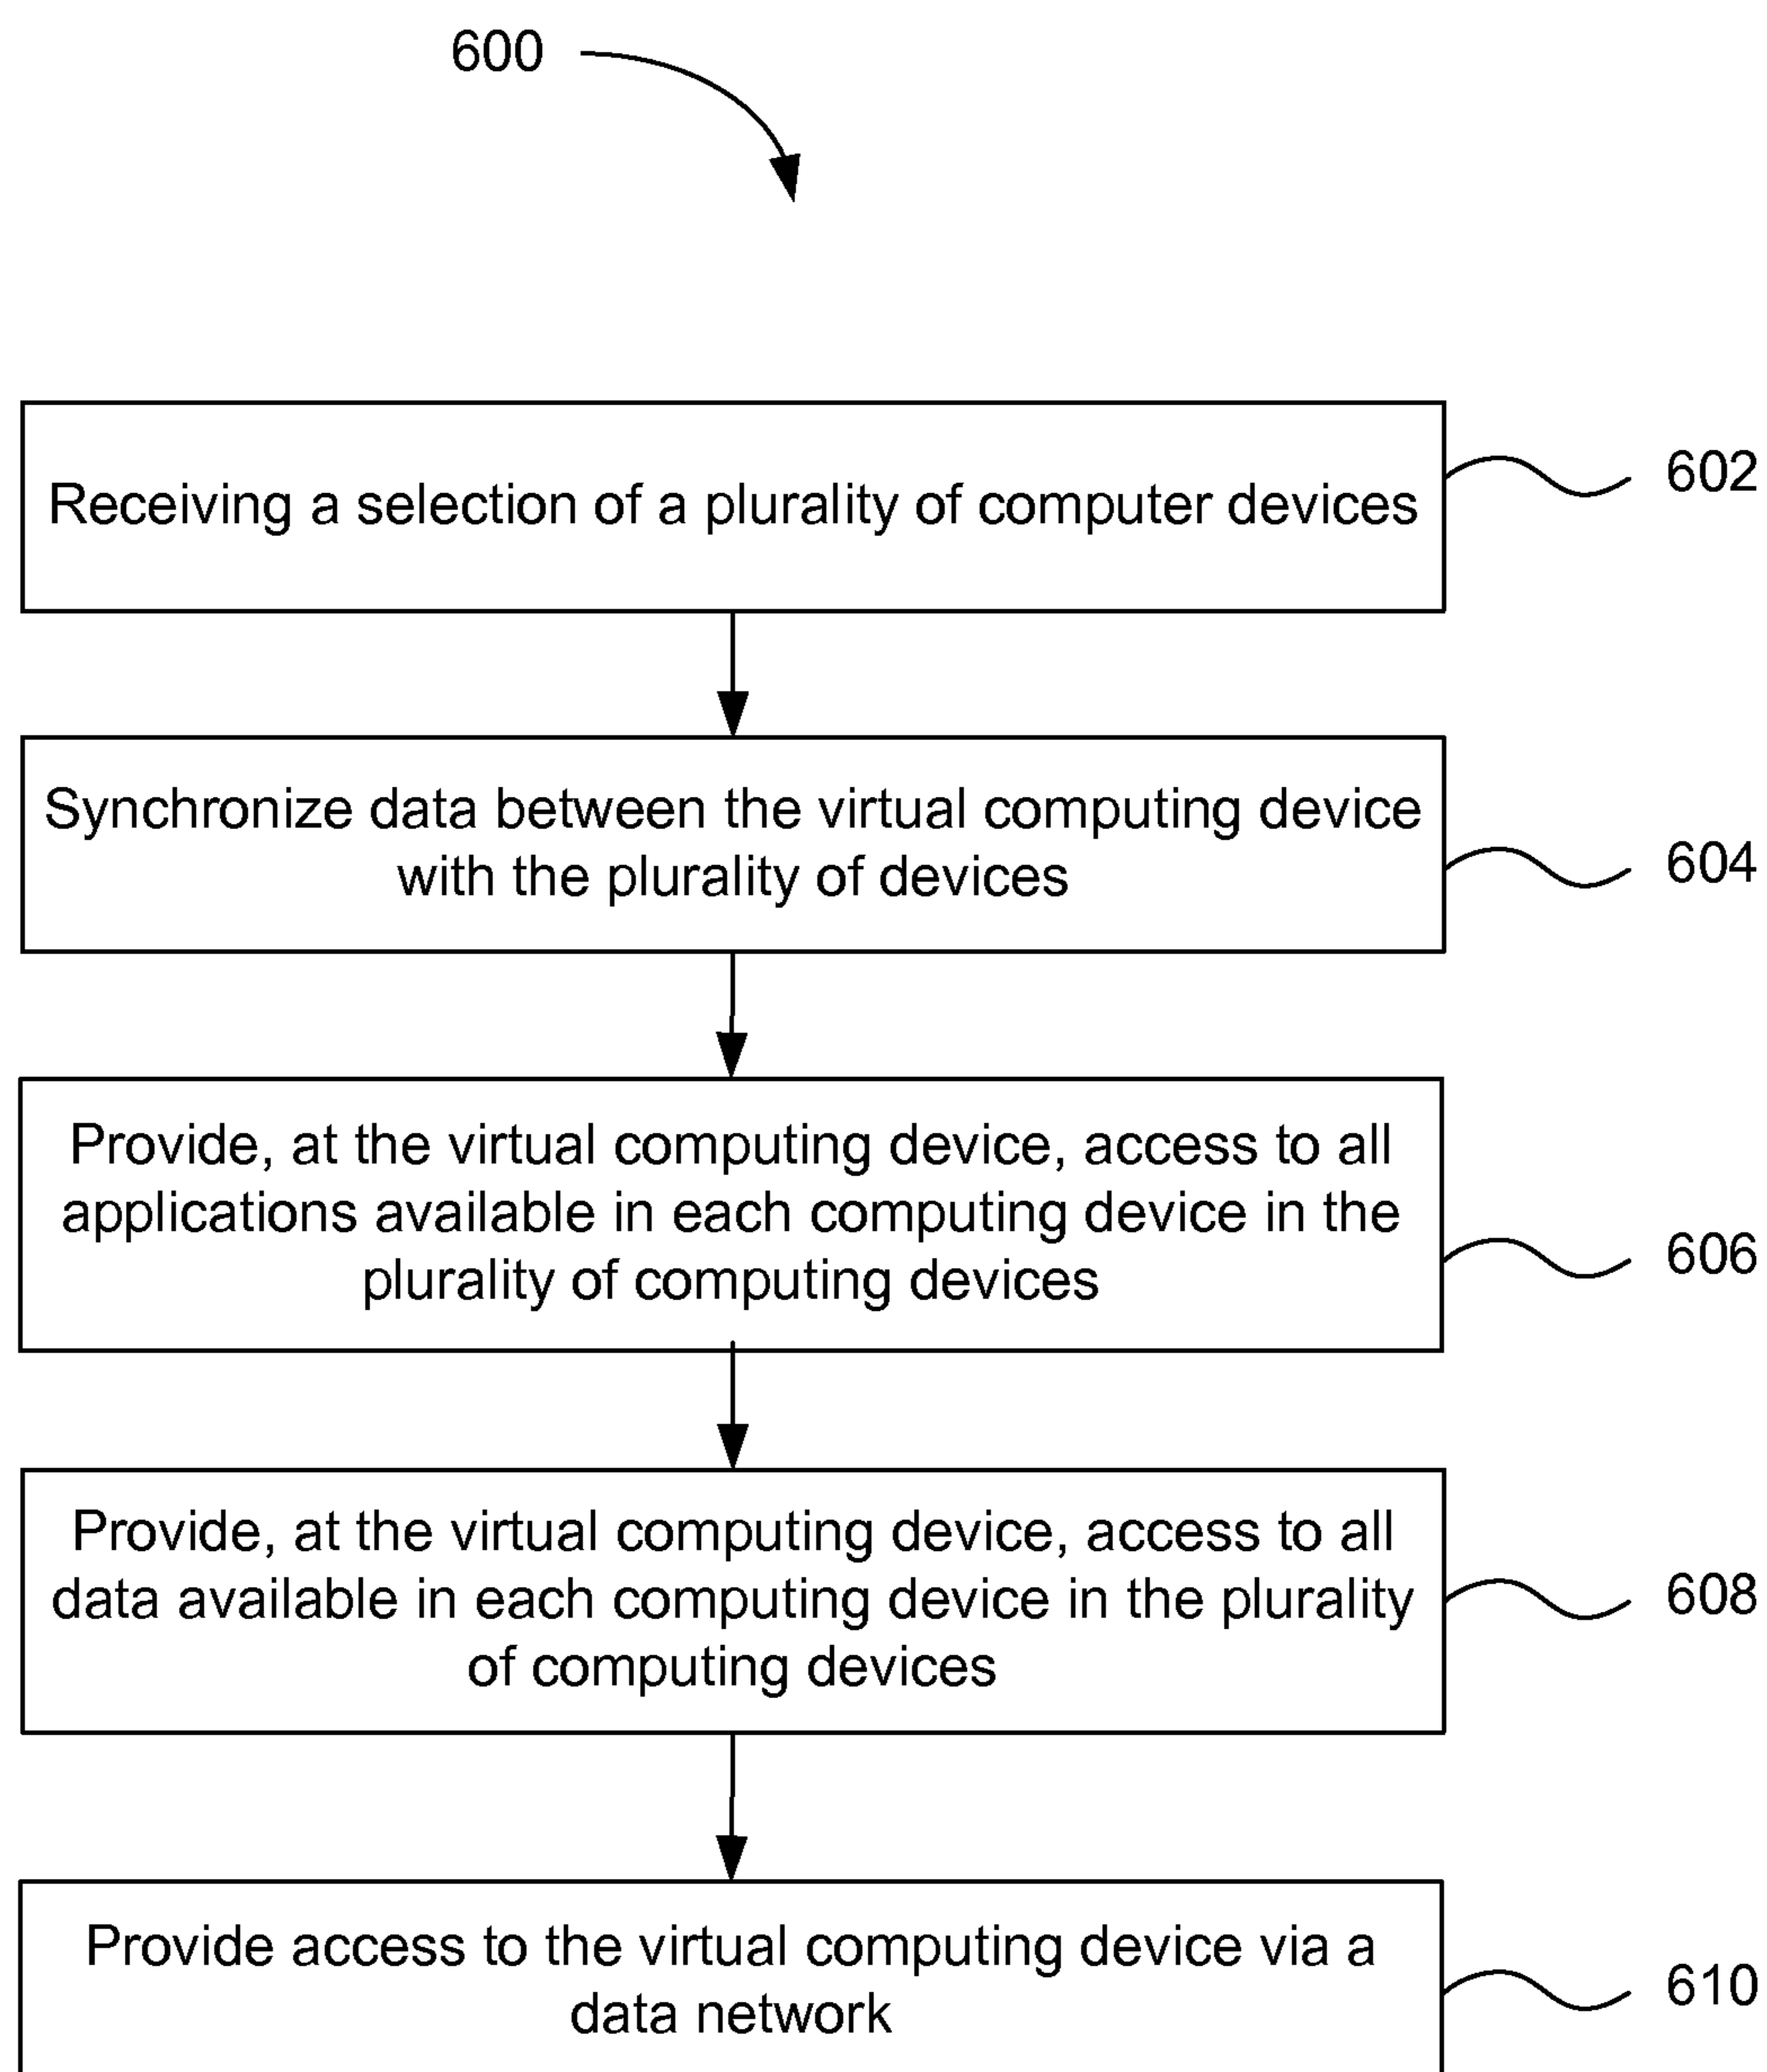 600
Receiving a selection of a plurality of computer devices
602
Synchronize data between the virtual computing device
with the plurality of devices
604
Provide, at the virtual computing device, access to all
applications available in each computing device in the
plurality of computing devices
606
Provide, at the virtual computing device, access to all
data available in each computing device in the plurality
of computing devices
608
Provide access to the virtual computing device via a
data network
610